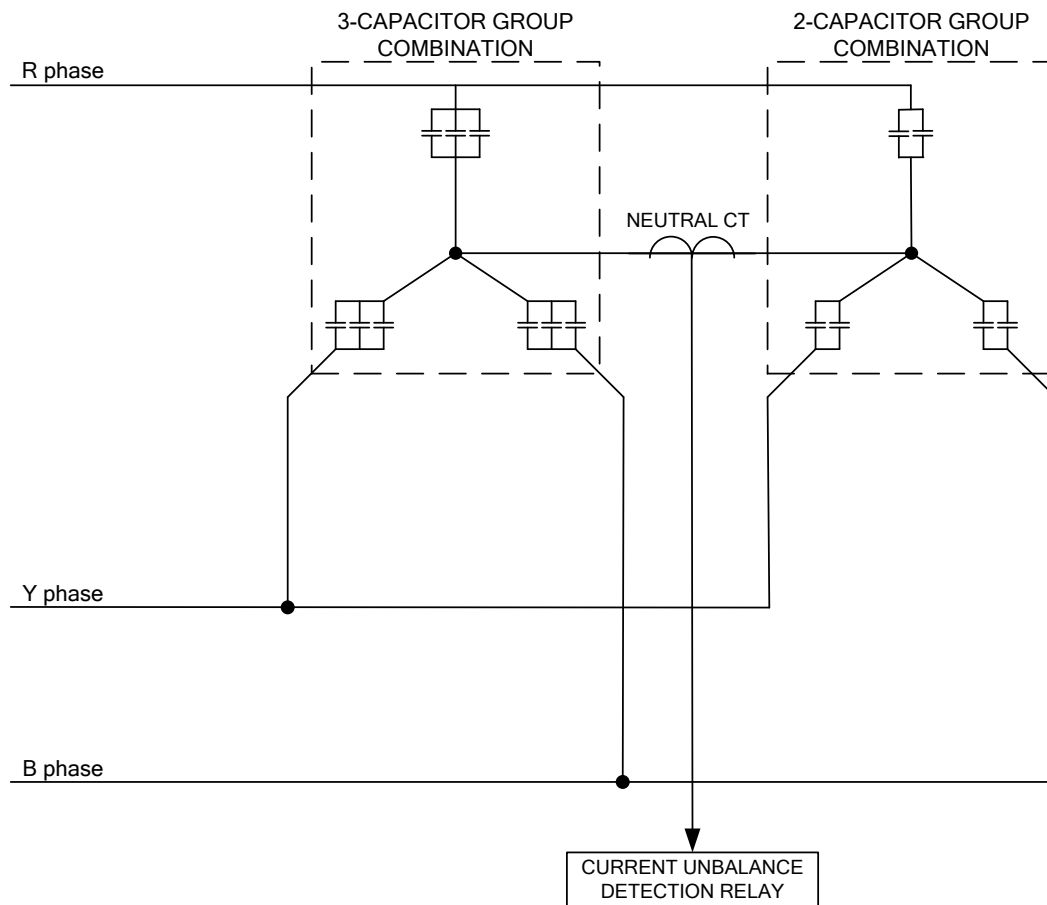 3-CAPACITOR GROUP
COMBINATION
2-CAPACITOR GROUP
COMBINATION
R phase
NEUTRAL CT
Y phase
B phase
CURRENT UNBALANCE
DETECTION RELAY